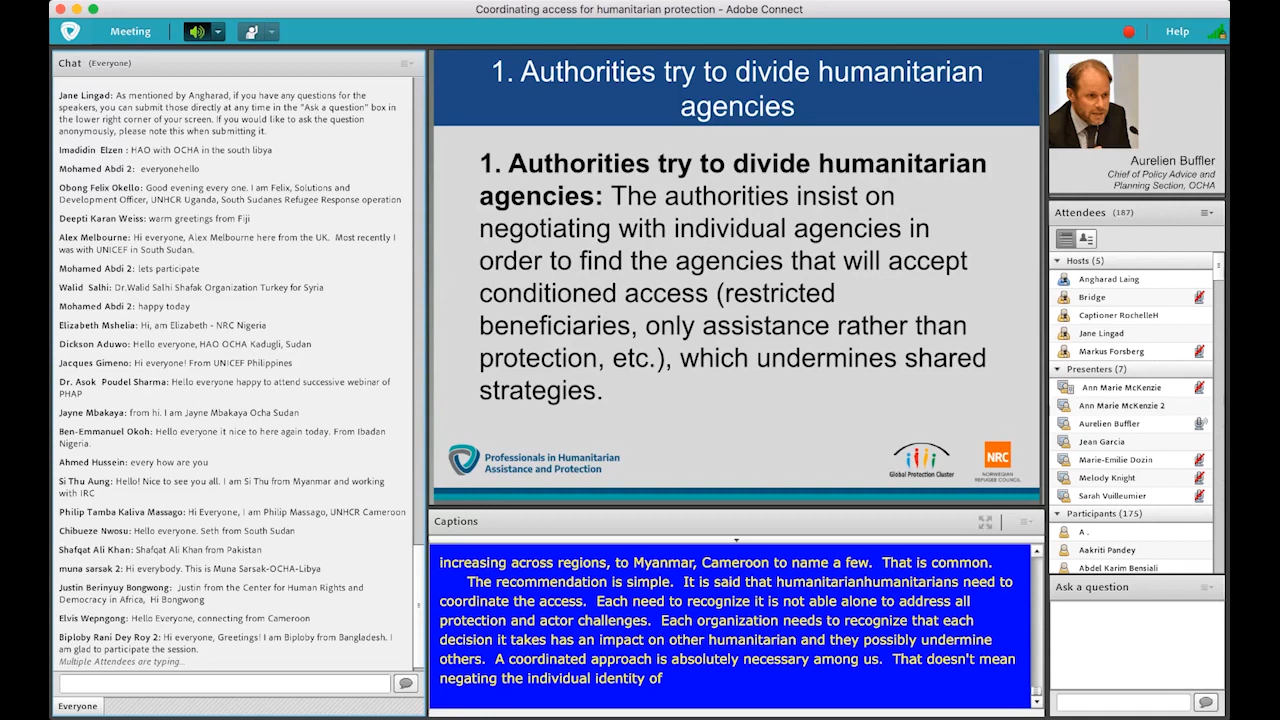 Coordinating access for humanitarian protection - Adobe Connect
Meeting
Help
Chat (Everyone)
Jane Lingad: As mentioned by Angharad, if you have any questions for the
speakers, you can submit those directly at any time in the "Ask a question" box in
the lower right corner of your screen. If you would like to ask the question
anonymously, please note this when submitting it.
Imadidin Elzen : HAO with OCHA in the south libya
Mohamed Abdi 2: everyonehello
Obong Felix Okello: Good evening every one. I am Felix, Solutions and
Development Officer, UNHCR Uganda, South Sudanes Refugee Response operation
Deepti Karan Weiss: warm greetings from Fiji
Alex Melbourne: Hi everyone, Alex Melbourne here from the UK. Most recently I
was with UNICEF in South Sudan.
Mohamed Abdi 2: lets participate
Walid Salhi: Dr.Walid Salhi Shafak Organization Turkey for Syria
Mohamed Abdi 2: happy today
Elizabeth Mshelia: Hi, am Elizabeth - NRC Nigeria
Dickson Aduwo: Hello everyone, HAO OCHA Kadugli, Sudan
Jacques Gimeno: Hi everyone! From UNICEF Philippines
Dr. Asok Poudel Sharma: Hello everyone happy to attend successive webinar of
PHAP
Jayne Mbakaya: from hi. I am Jayne Mbakaya Ocha Sudan
Ben-Emmanuel Okoh: Hello everyone it nice to here again today. From Ibadan
Nigeria.
Ahmed Hussein: every how are you
Si Thu Aung: Hello! Nice to see you all. I am Si Thu from Myanmar and working
with IRC
Philip Tamba Kaliva Massago: Hi Everyone, I am Philip Massago, UNHCR Cameroon
Chibueze Nwosu: Hello everyone. Seth from South Sudan
Shafqat Ali Khan: Shafqat Ali Khan from Pakistan
muna sarsak 2: Hi everybody. This is Muna Sarsak-OCHA-Libya
Justin Berinyuy Bongwong: Justin from the Center for Human Rights and
Democracy in Africa, Hi Bongwong
Elvis Wepngong: Hello Everyone, connecting from Cameroon
Biploby Rani Dey Roy 2: Hi everyone, Greetings! I am Biploby from Bangladesh. I
am glad to participate the session.
Multiple Attendees are typing...
Everyone
1. Authorities try to divide humanitarian
agencies
1. Authorities try to divide humanitarian
agencies: The authorities insist on
negotiating with individual agencies in
order to find the agencies that will accept
conditioned access (restricted
beneficiaries, only assistance rather than
protection, etc.), which undermines shared
strategies.
Professionals in Humanitarian
Assistance and Protection
Global Protection Cluster
NRC
NORWEGIAN
REFUGEE COUNCIL
Captions
increasing across regions, to Myanmar, Cameroon to name a few. That is common.
The recommendation is simple. It is said that humanitarianhumanitarians need to
coordinate the access. Each need to recognize it is not able alone to address all
protection and actor challenges. Each organization needs to recognize that each
decision it takes has an impact on other humanitarian and they possibly undermine
others. A coordinated approach is absolutely necessary among us. That doesn't mean
negating the individual identity of
Aurelien Buffler
Chief of Policy Advice and
Planning Section, OCHA
Attendees (187)
Hosts (5)
Angharad Laing
Bridge
Captioner RochelleH
Jane Lingad
Markus Forsberg
Presenters (7)
Ann Marie McKenzie
Ann Marie McKenzie 2
Aurelien Buffler
Jean Garcia
Marie-Emilie Dozin
Melody Knight
Sarah Vuilleumier
Participants (175)
A .
Aakriti Pandey
Abdel Karim Bensiali
Ask a question